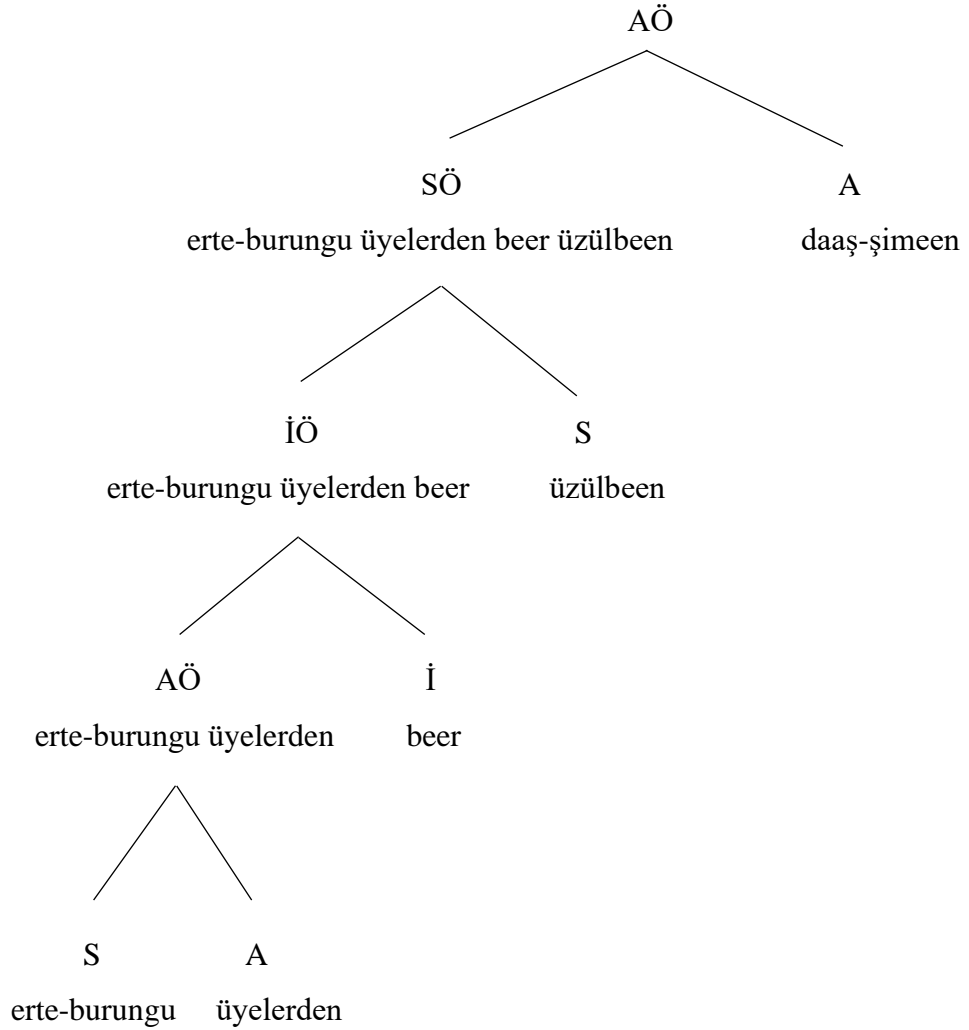 AÖ
SÖ A
erte-burungu üyelerden beer üzülbeen daaş-şimeen
İÖ S
erte-burungu üyelerden beer üzülbeen
AÖ İ
erte-burungu üyelerden beer
S A
erte-burungu üyelerden